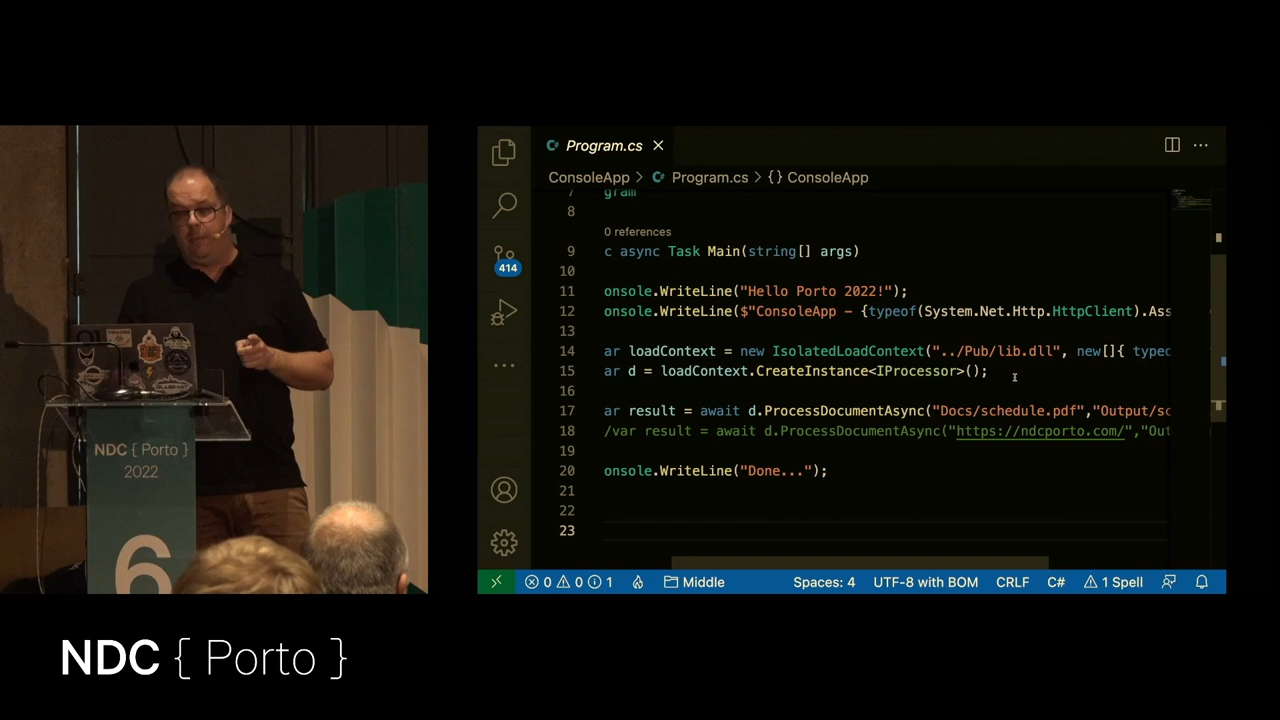 NDC { Porto }
2022
6
Program.cs
ConsoleApp > Program.cs > {} ConsoleApp
7 gram
8
0 references
9 c async Task Main(string[] args)
10
11 onsole.WriteLine("Hello Porto 2022!");
12 onsole.WriteLine($"ConsoleApp - {typeof(System.Net.Http.HttpClient).Ass
13
14 ar loadContext = new IsolatedLoadContext("../Pub/lib.dll", new[]{ typeo
15 ar d = loadContext.CreateInstance<IProcessor>();
16
17 ar result = await d.ProcessDocumentAsync("Docs/schedule.pdf","Output/sc
18 /var result = await d.ProcessDocumentAsync("https://ndcporto.com/","Out
19
20 onsole.WriteLine("Done...");
21
22
23
414
0 0 1 Middle Spaces: 4 UTF-8 with BOM CRLF C# 1 Spell
NDC { Porto }